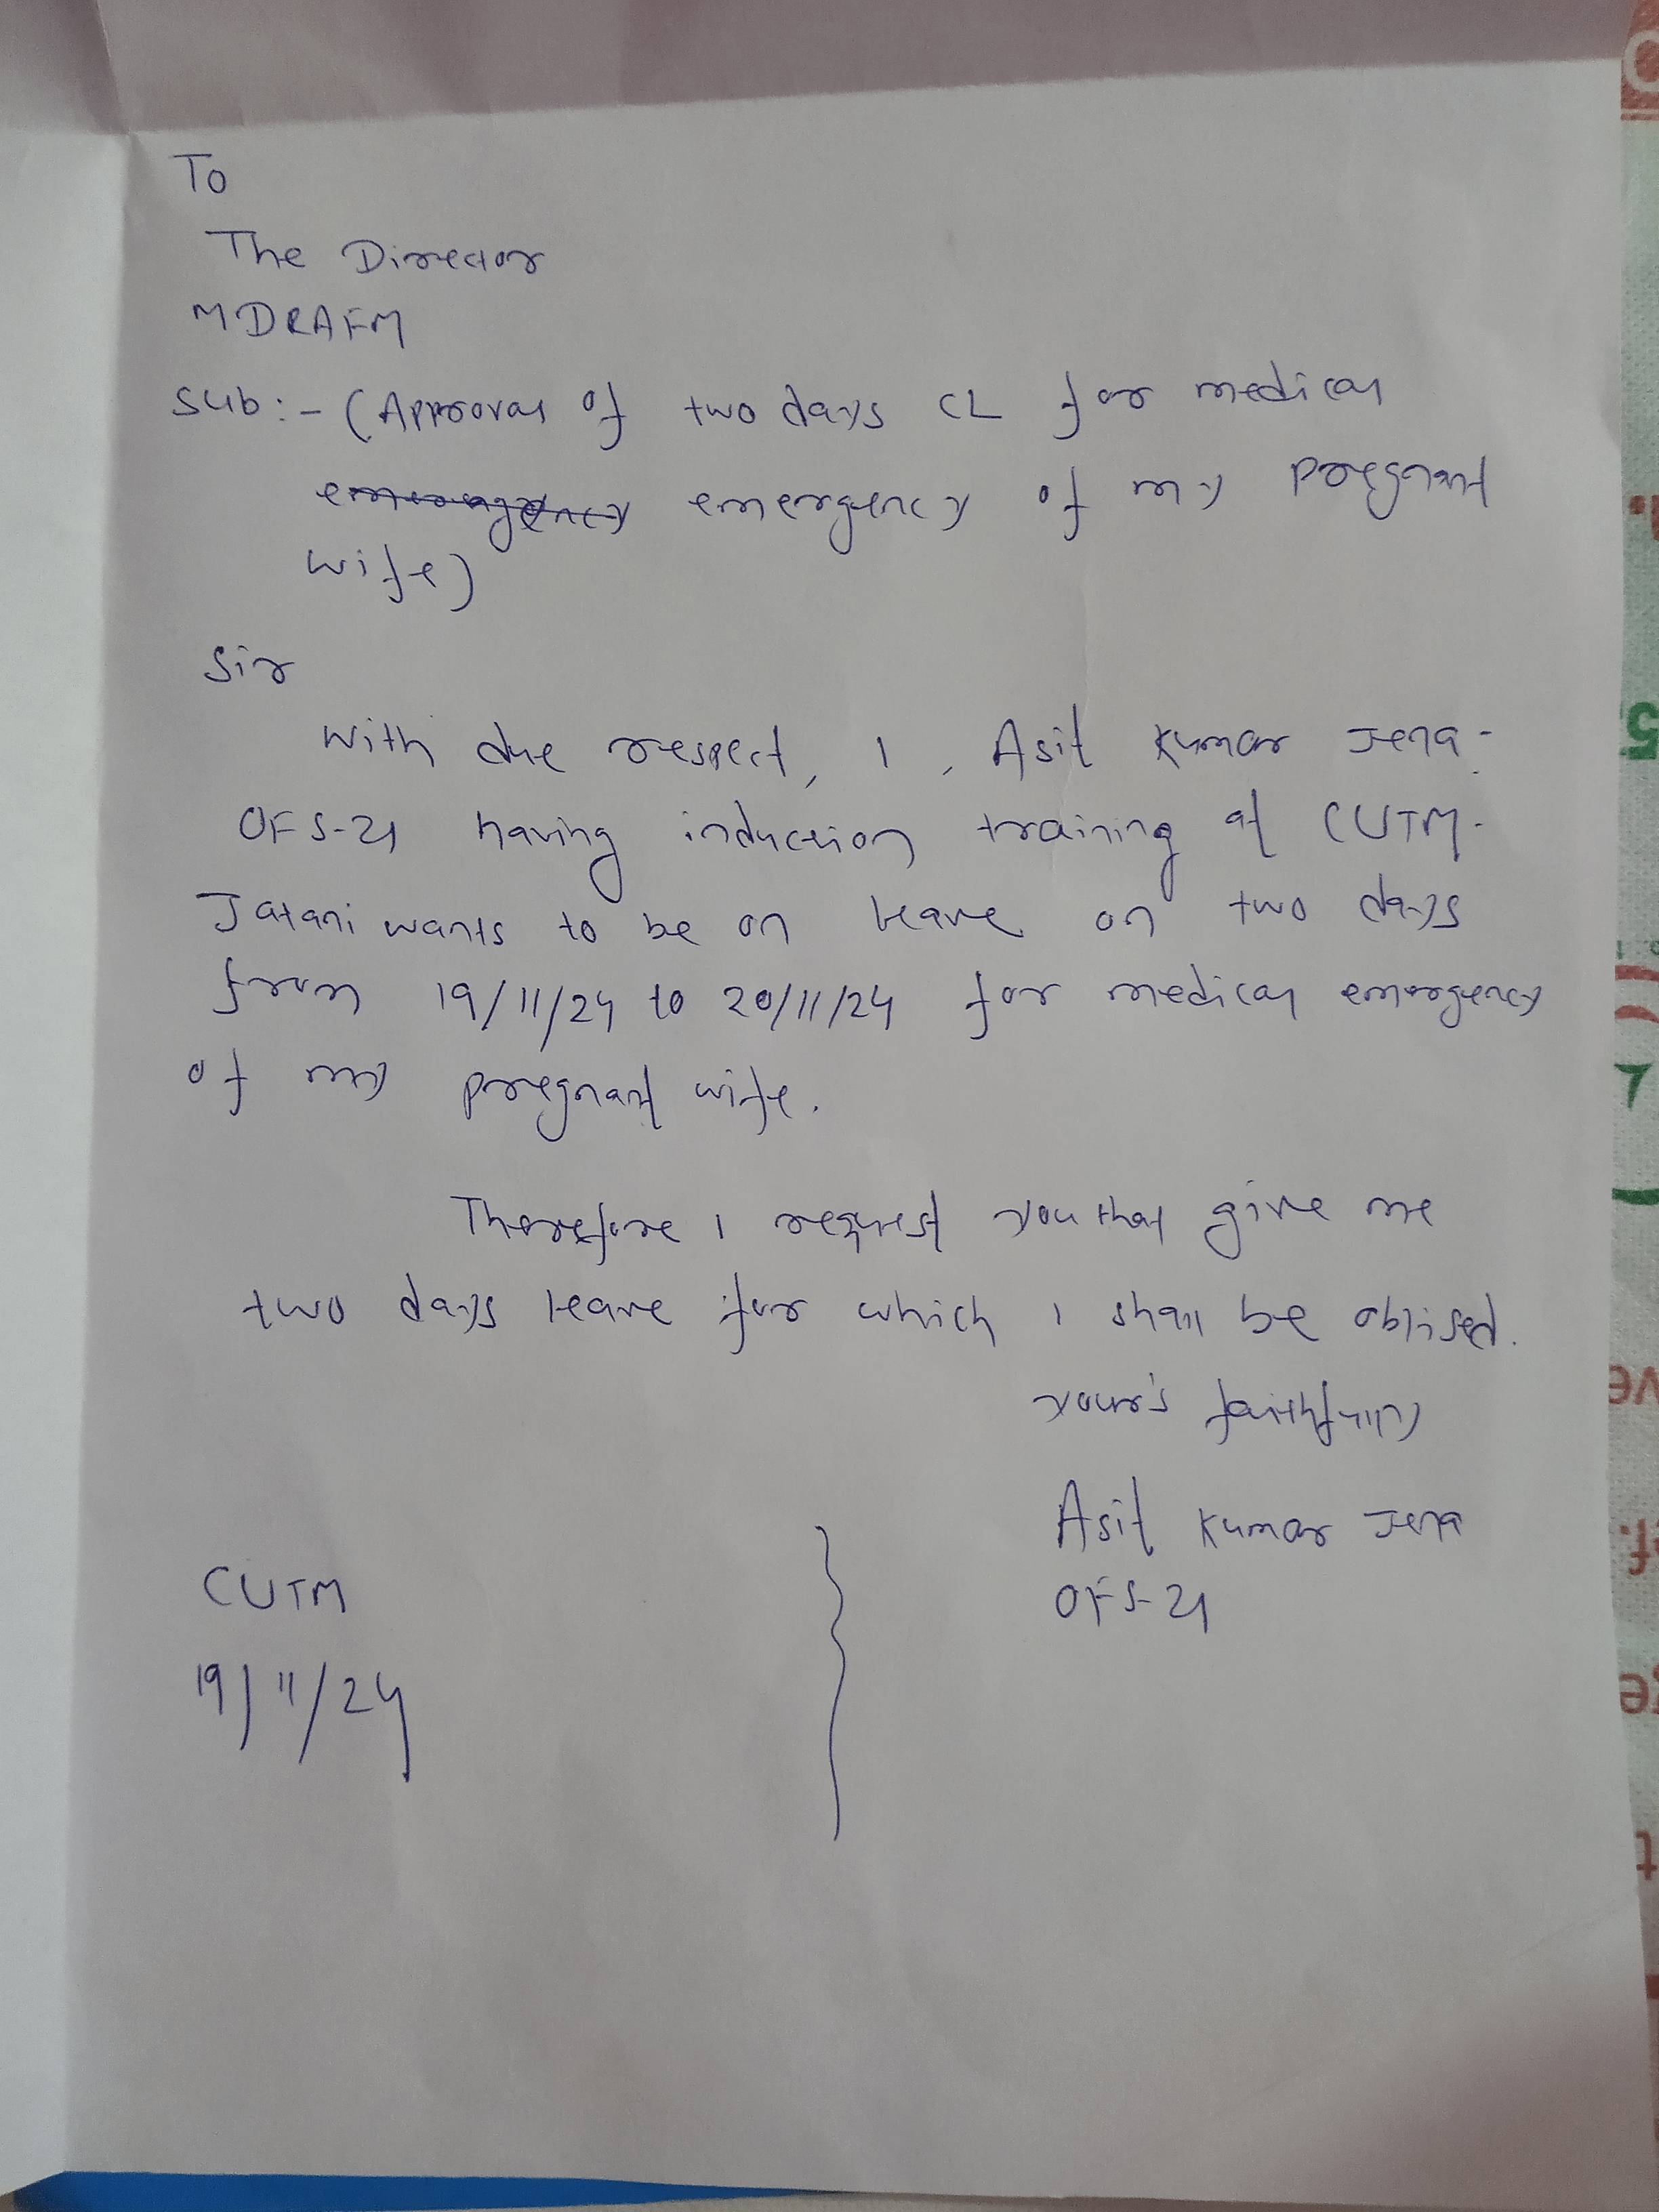 To
The Director
MDRAFM
Sub:- (Approval of two days CL for medical
emergency emergency of my pregnant
wife)
Sir
With due respect, I, Asit Kumar Jena-
OFS-21 having induction training at CUTM-
Jatani wants to be on leave on two days
from 19/11/24 to 20/11/24 for medical emergency
of my pregnant wife.
Therefore I request you that give me
two days leave for which I shall be obliged.
your's faithfully
Asit Kumar Jena
OFS-21
CUTM
19/11/24